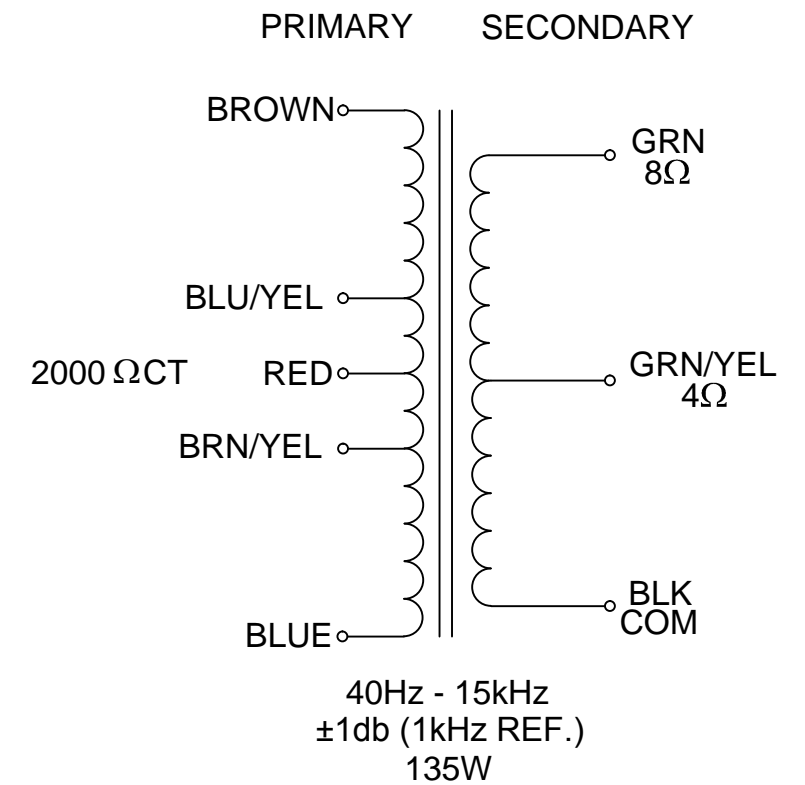 PRIMARY SECONDARY
BROWN
GRN
8Ω
BLU/YEL
2000 ΩCT RED
GRN/YEL
4Ω
BRN/YEL
BLK
COM
BLUE
40Hz - 15kHz
±1db (1kHz REF.)
135W